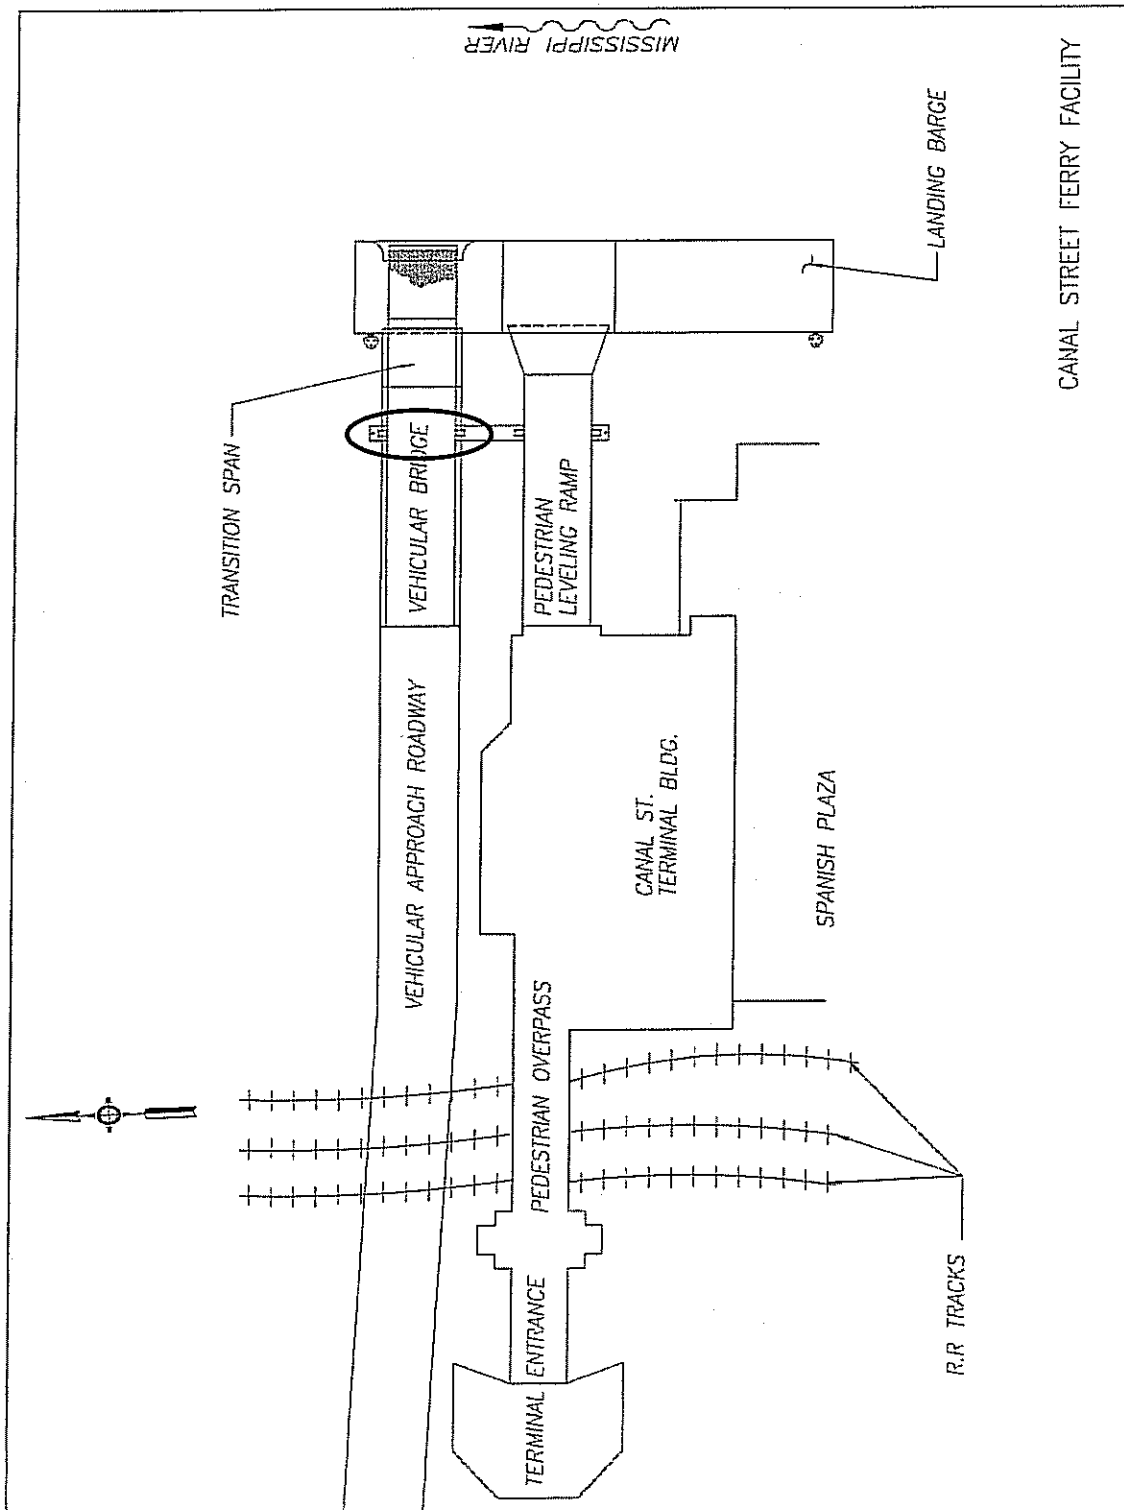 MISSISSIPPI RIVER
TRANSITION SPAN
LANDING BARGE
VEHICULAR BRIDGE
PEDESTRIAN
LEVELING RAMP
VEHICULAR APPROACH ROADWAY
CANAL ST.
TERMINAL BLDG.
SPANISH PLAZA
PEDESTRIAN OVERPASS
TERMINAL ENTRANCE
R.R TRACKS
CANAL STREET FERRY FACILITY